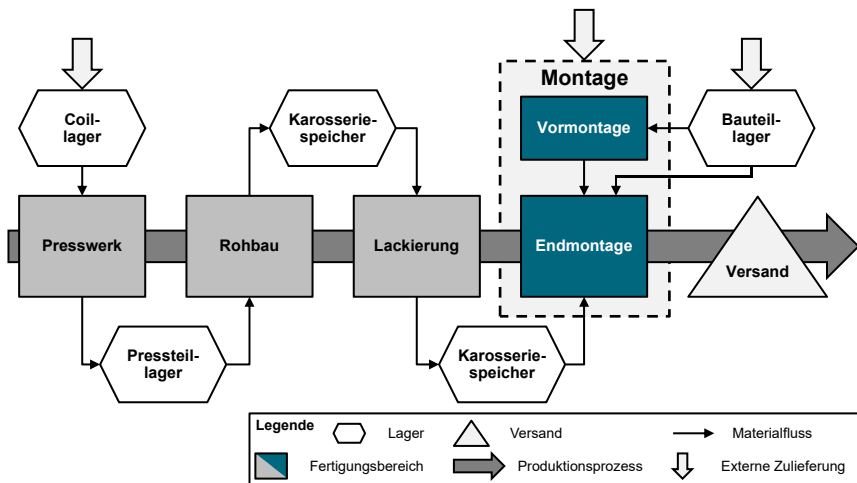 Montage
Coil-
lager
Karosserie-
speicher
Vormontage
Bauteil-
lager
Presswerk
Rohbau
Lackierung
Endmontage
Versand
Pressteil-
lager
Karosserie-
speicher
Legende
Lager
Versand
Materialfluss
Fertigungsbereich
Produktionsprozess
Externe Zulieferung